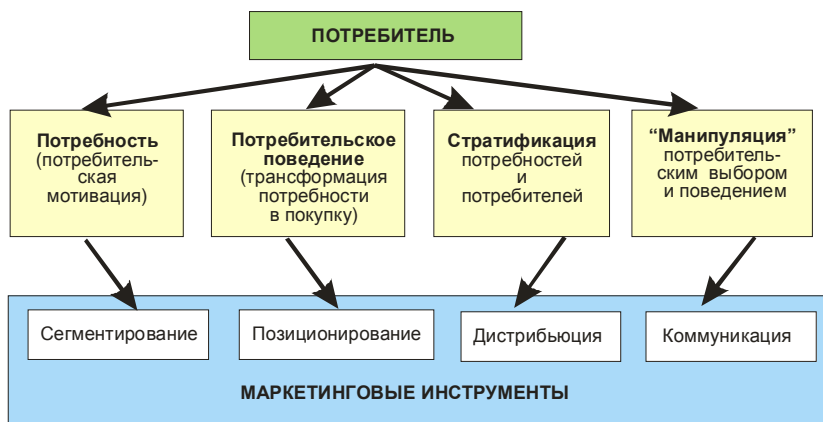 ПОТРЕБИТЕЛЬ
Потребность
(потребитель-
ская
мотивация)
Потребительское
поведение
(трансформация
потребности
в покупку)
Стратификация
потребностей
и
потребителей
“Манипуляция”
потребитель-
ским выбором
и поведением
Сегментирование
Позиционирование
Дистрибьюция
Коммуникация
МАРКЕТИНГОВЫЕ ИНСТРУМЕНТЫ